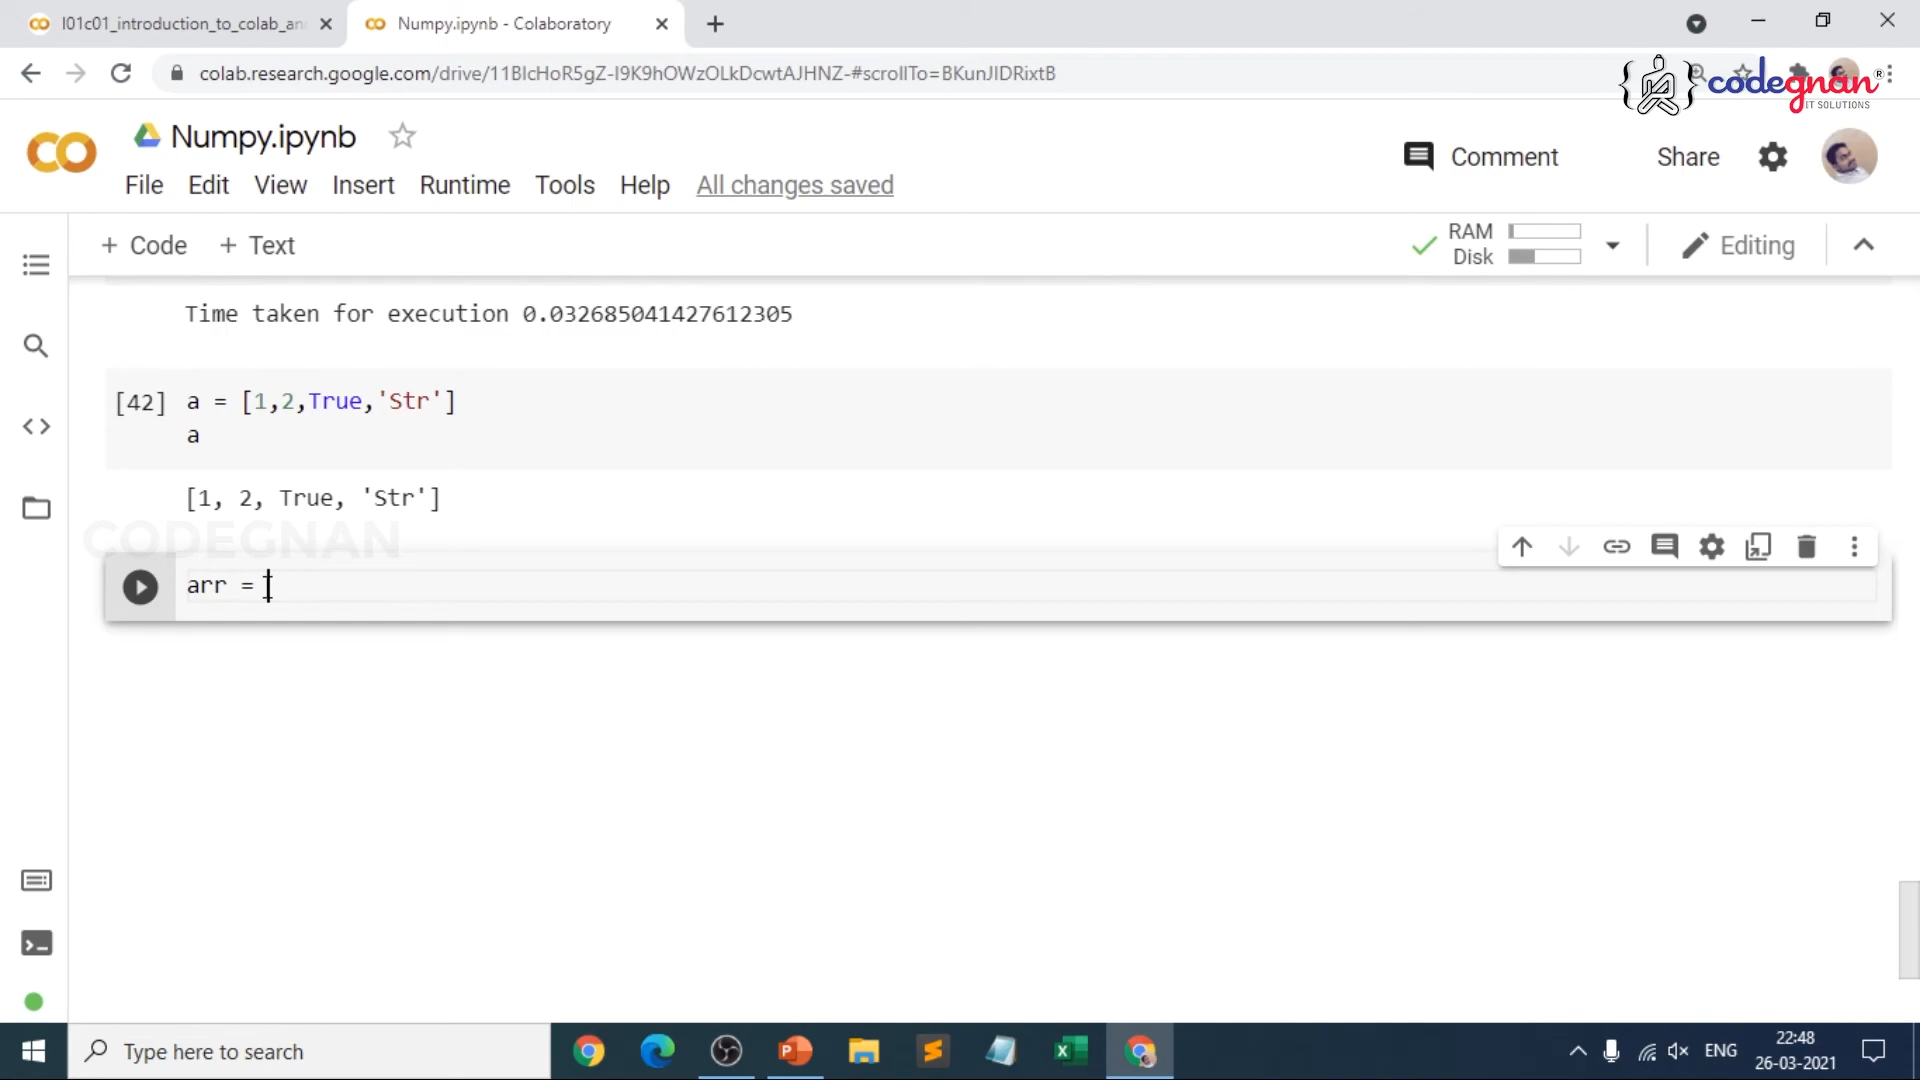 l01c01_introduction_to_colab_an
Numpy.ipynb - Colaboratory
colab.research.google.com/drive/11BlcHoR5gZ-I9K9hOWzOLkDcwtAJHNZ-#scrollTo=BKunJIDRixtB
codegnan®
IT SOLUTIONS
CO
Numpy.ipynb
Comment
Share
File Edit View Insert Runtime Tools Help All changes saved
+ Code + Text
RAM
Disk
Editing
Time taken for execution 0.032685041427612305
[42] a = [1,2,True,'Str']
a
[1, 2, True, 'Str']
CODEGNAN
arr =
Type here to search
ENG
22:48
26-03-2021